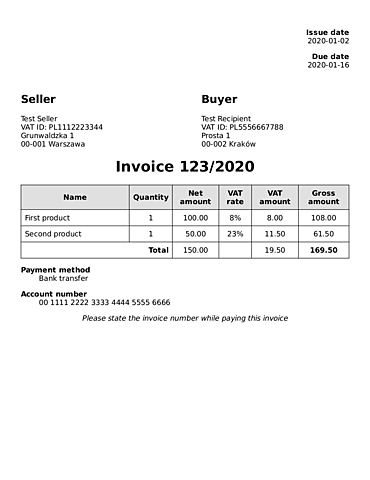 Issue date
2020-01-02
Due date
2020-01-16
Seller
Test Seller
VAT ID: PL1112223344
Grunwaldzka 1
00-001 Warszawa
Buyer
Test Recipient
VAT ID: PL5556667788
Prosta 1
00-002 Kraków
Invoice 123/2020
Name Quantity Net amount VAT rate VAT amount Gross amount
First product 1 100.00 8% 8.00 108.00
Second product 1 50.00 23% 11.50 61.50
Total 150.00 19.50 169.50
Payment method
Bank transfer
Account number
00 1111 2222 3333 4444 5555 6666
Please state the invoice number while paying this invoice